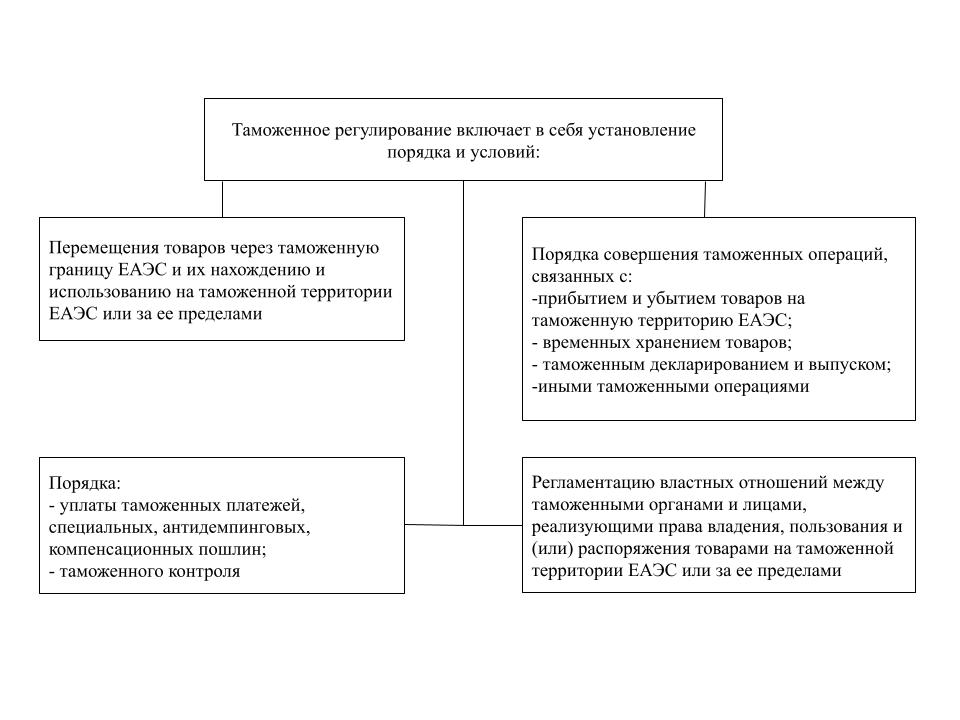 Таможенное регулирование включает в себя установление
порядка и условий:
Перемещения товаров через таможенную
границу ЕАЭС и их нахождению и
использованию на таможенной территории
ЕАЭС или за ее пределами
Порядка совершения таможенных операций,
связанных с:
-прибытием и убытием товаров на
таможенную территорию ЕАЭС;
- временных хранением товаров;
- таможенным декларированием и выпуском;
-иными таможенными операциями
Порядка:
- уплаты таможенных платежей,
специальных, антидемпинговых,
компенсационных пошлин;
- таможенного контроля
Регламентацию властных отношений между
таможенными органами и лицами,
реализующими права владения, пользования и
(или) распоряжения товарами на таможенной
территории ЕАЭС или за ее пределами